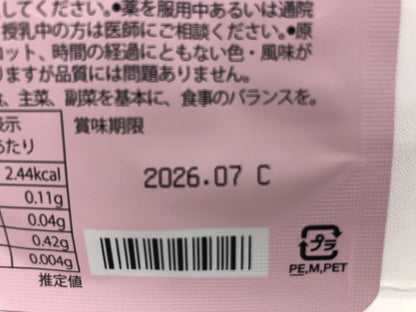 してください。●薬を服用中あるいは通院
授乳中の方は医師にご相談ください。●原
ロット、時間の経過にともない色・風味が
りますが品質には問題ありません。
主菜、副菜を基本に、食事のバランスを。
表示
たり
2.44kcal
0.11g
0.04g
0.42g
0.004g
推定値
賞味期限
2026.07 C
プラ
PE,M,PET